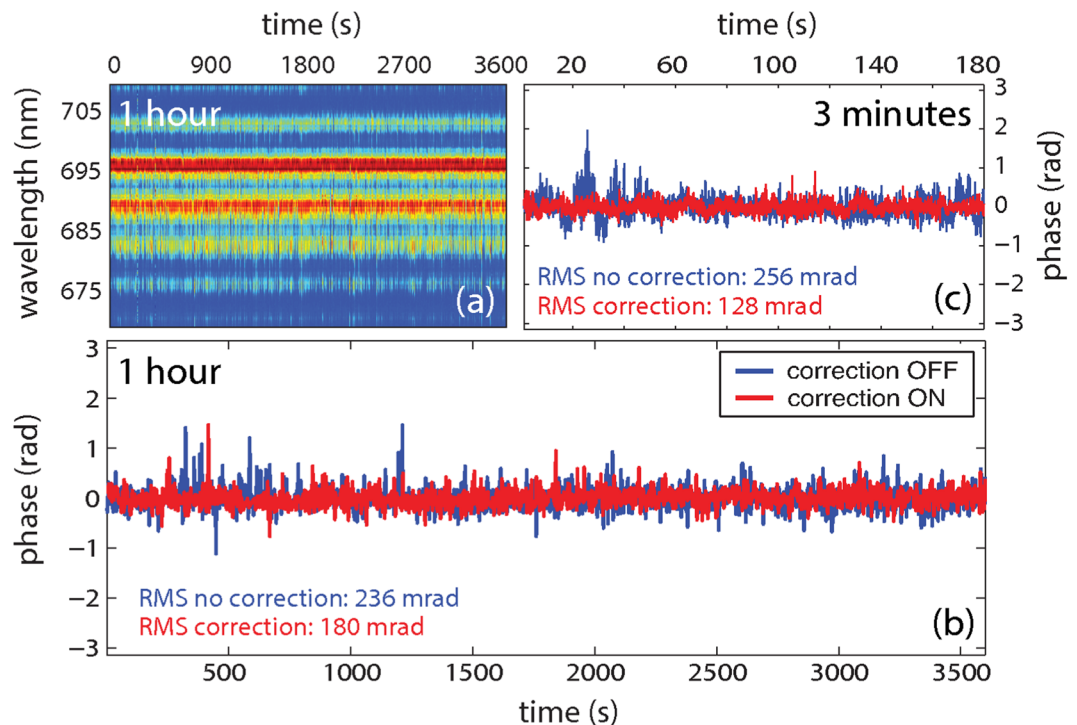 time (s)
0 900 1800 2700 3600
wavelength (nm)
705
695
685
675
1 hour
(a)
time (s)
0 20 60 100 140 180
3 minutes
3
2
1
0
−1
−2
−3
phase (rad)
RMS no correction: 256 mrad
RMS correction: 128 mrad
(c)
1 hour
correction OFF
correction ON
phase (rad)
3
2
1
0
−1
−2
−3
RMS no correction: 236 mrad
RMS correction: 180 mrad
(b)
500 1000 1500 2000 2500 3000 3500
time (s)